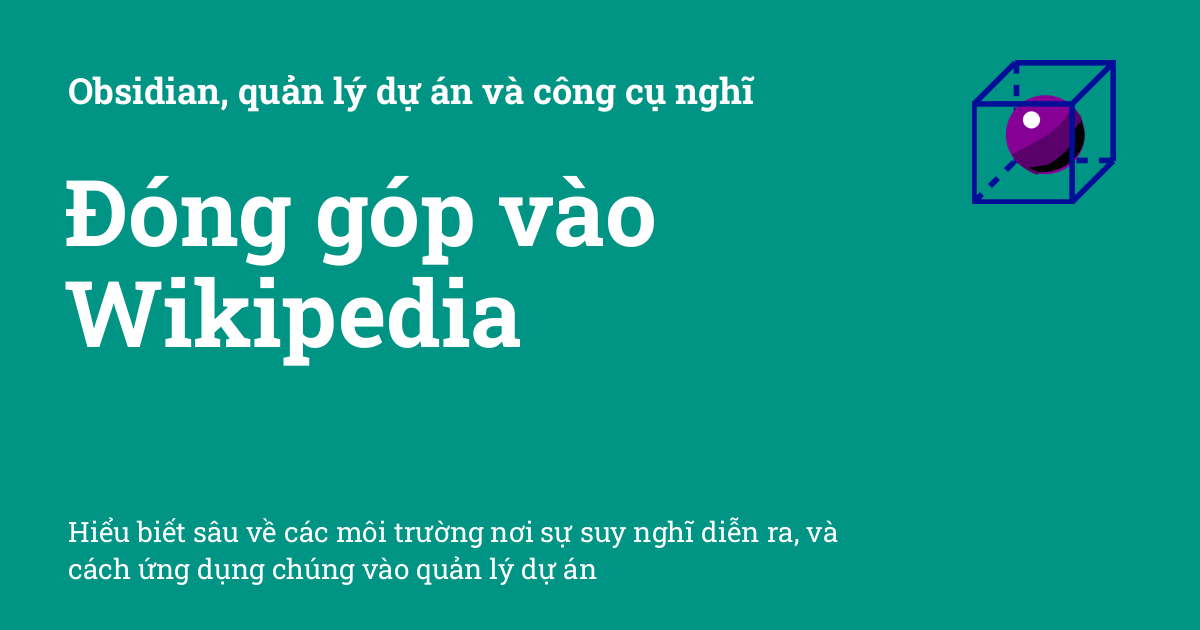 Obsidian, quản lý dự án và công cụ nghĩ
Đóng góp vào
Wikipedia
Hiểu biết sâu về các môi trường nơi sự suy nghĩ diễn ra, và
cách ứng dụng chúng vào quản lý dự án